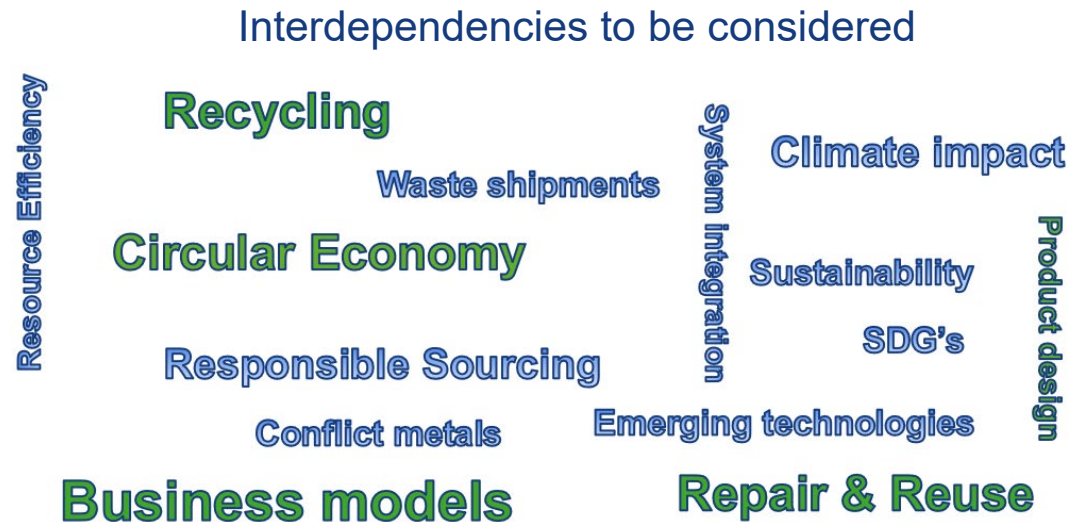 Interdependencies to be considered
Resource Efficiency
Recycling
System integration
Climate impact
Waste shipments
Product design
Circular Economy
Sustainability
SDG's
Responsible Sourcing
Emerging technologies
Conflict metals
Business models
Repair & Reuse